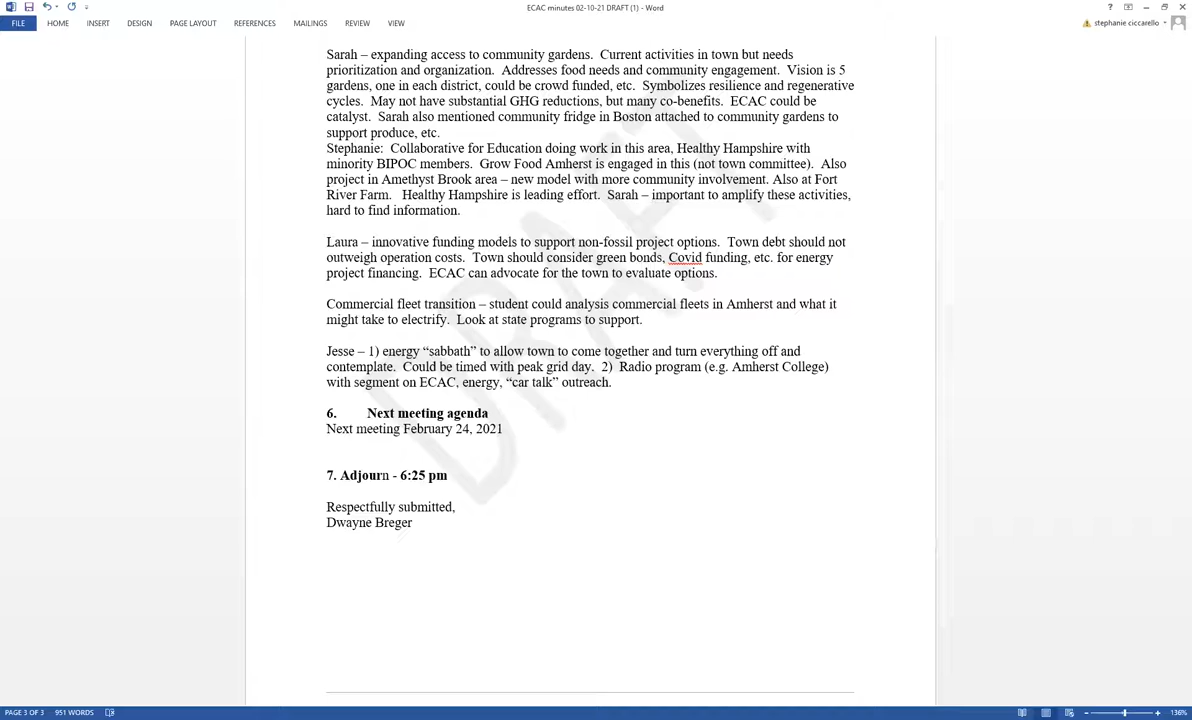 ECAC minutes 02-10-21 DRAFT (1) - Word
FILE HOME INSERT DESIGN PAGE LAYOUT REFERENCES MAILINGS REVIEW VIEW
stephanie ciccarello
Sarah – expanding access to community gardens.  Current activities in town but needs
prioritization and organization.  Addresses food needs and community engagement.  Vision is 5
gardens, one in each district, could be crowd funded, etc.  Symbolizes resilience and regenerative
cycles.  May not have substantial GHG reductions, but many co-benefits.  ECAC could be
catalyst.  Sarah also mentioned community fridge in Boston attached to community gardens to
support produce, etc.
Stephanie:  Collaborative for Education doing work in this area, Healthy Hampshire with
minority BIPOC members.  Grow Food Amherst is engaged in this (not town committee).  Also
project in Amethyst Brook area – new model with more community involvement. Also at Fort
River Farm.   Healthy Hampshire is leading effort.  Sarah – important to amplify these activities,
hard to find information.
Laura – innovative funding models to support non-fossil project options.  Town debt should not
outweigh operation costs.  Town should consider green bonds, Covid funding, etc. for energy
project financing.  ECAC can advocate for the town to evaluate options.
Commercial fleet transition – student could analysis commercial fleets in Amherst and what it
might take to electrify.  Look at state programs to support.
Jesse – 1) energy “sabbath” to allow town to come together and turn everything off and
contemplate.  Could be timed with peak grid day.  2)  Radio program (e.g. Amherst College)
with segment on ECAC, energy, “car talk” outreach.
6. Next meeting agenda
Next meeting February 24, 2021
7. Adjourn - 6:25 pm
Respectfully submitted,
Dwayne Breger
DRAFT
PAGE 3 OF 3 951 WORDS 136%